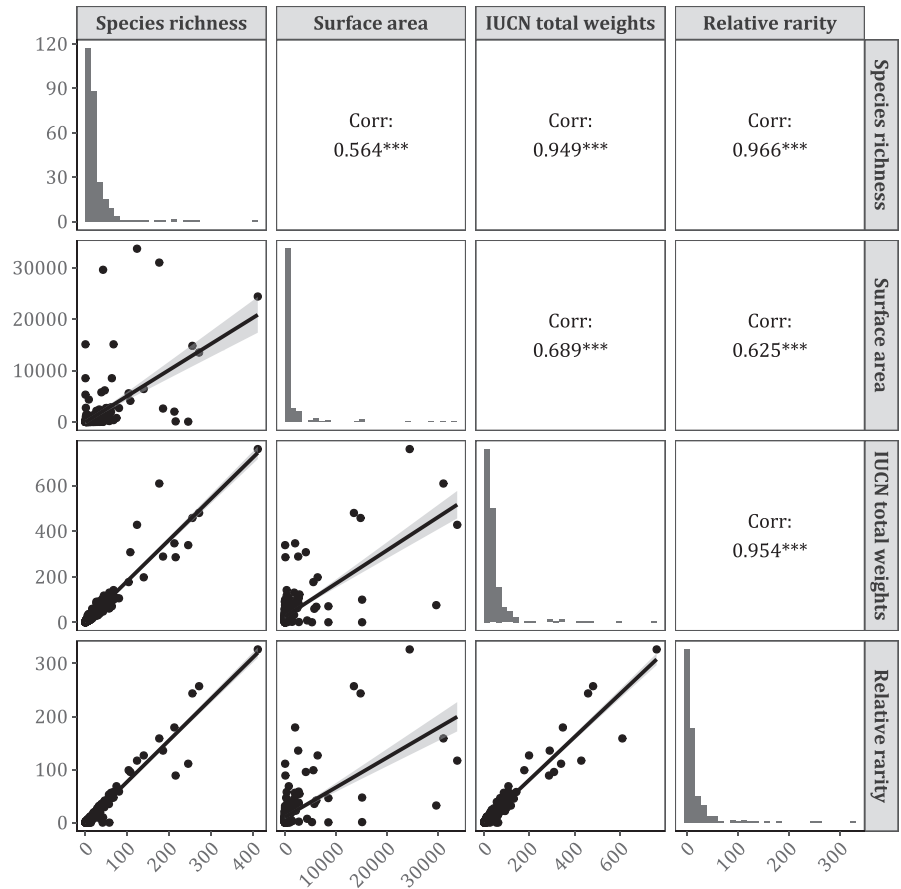 Species richness
Surface area
IUCN total weights
Relative rarity
120
90
60
30
0
Corr:
0.564***
Corr:
0.949***
Corr:
0.966***
Species richness
30000
20000
10000
0
Corr:
0.689***
Corr:
0.625***
Surface area
600
400
200
0
Corr:
0.954***
IUCN total weights
300
200
100
0
Relative rarity
0
100
200
300
400
0
10000
20000
30000
0
200
400
600
0
100
200
300